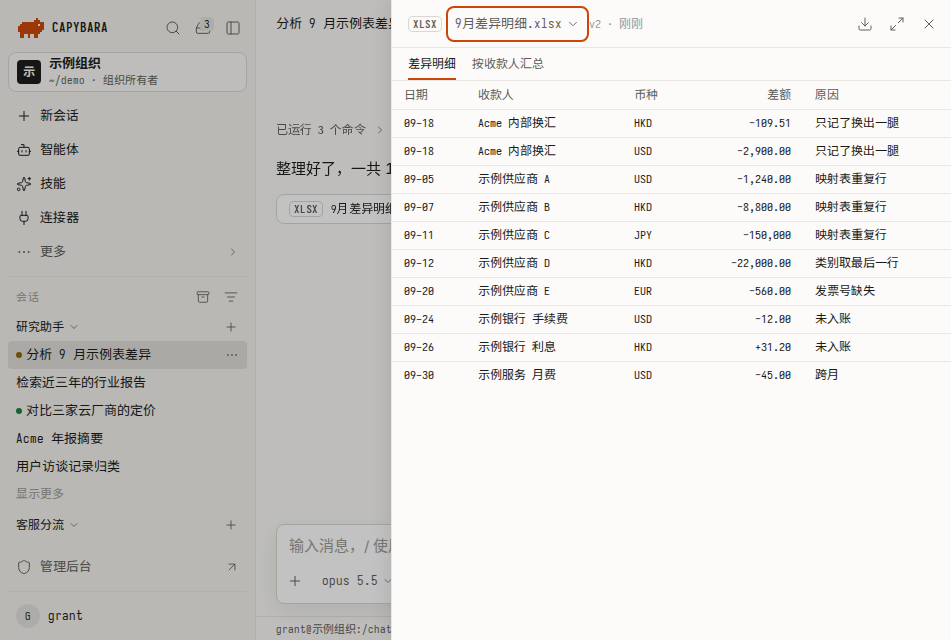 CAPYBARA
3
示 示例组织
~/demo · 组织所有者
新会话
智能体
技能
连接器
更多
会话
研究助手
分析 9 月示例表差异
检索近三年的行业报告
对比三家云厂商的定价
Acme 年报摘要
用户访谈记录归类
显示更多
客服分流
管理后台
G grant
分析 9 月示例表差
已运行 3 个命令
整理好了，一共 1
XLSX 9月差异明细
输入消息，/ 使
opus 5.5
grant@示例组织:/chat
XLSX 9月差异明细.xlsx v2 · 刚刚
差异明细 按收款人汇总
日期 收款人 币种 差额 原因
09-18 Acme 内部换汇 HKD -109.51 只记了换出一腿
09-18 Acme 内部换汇 USD -2,900.00 只记了换出一腿
09-05 示例供应商 A USD -1,240.00 映射表重复行
09-07 示例供应商 B HKD -8,800.00 映射表重复行
09-11 示例供应商 C JPY -150,000 映射表重复行
09-12 示例供应商 D HKD -22,000.00 类别取最后一行
09-20 示例供应商 E EUR -560.00 发票号缺失
09-24 示例银行 手续费 USD -12.00 未入账
09-26 示例银行 利息 HKD +31.20 未入账
09-30 示例服务 月费 USD -45.00 跨月